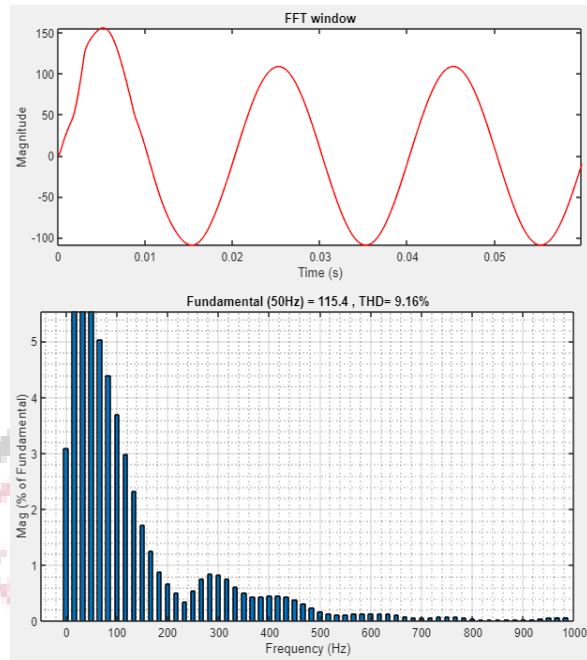 FFT window
150
100
50
0
-50
-100
Magnitude
0 0.01 0.02 0.03 0.04 0.05
Time (s)
Fundamental (50Hz) = 115.4 , THD= 9.16%
5
4
3
2
1
0
Mag (% of Fundamental)
0 100 200 300 400 500 600 700 800 900 1000
Frequency (Hz)